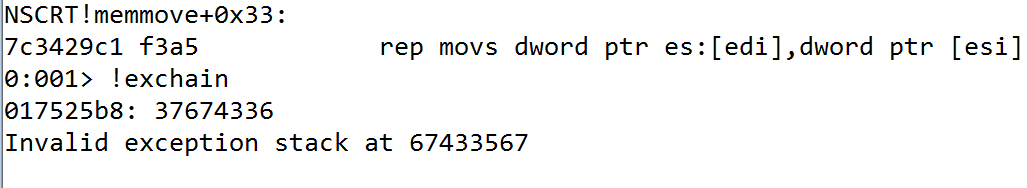 NSCRT!memmove+0x33:
7c3429c1 f3a5            rep movs dword ptr es:[edi],dword ptr [esi]
0:001> !exchain
017525b8: 37674336
Invalid exception stack at 67433567